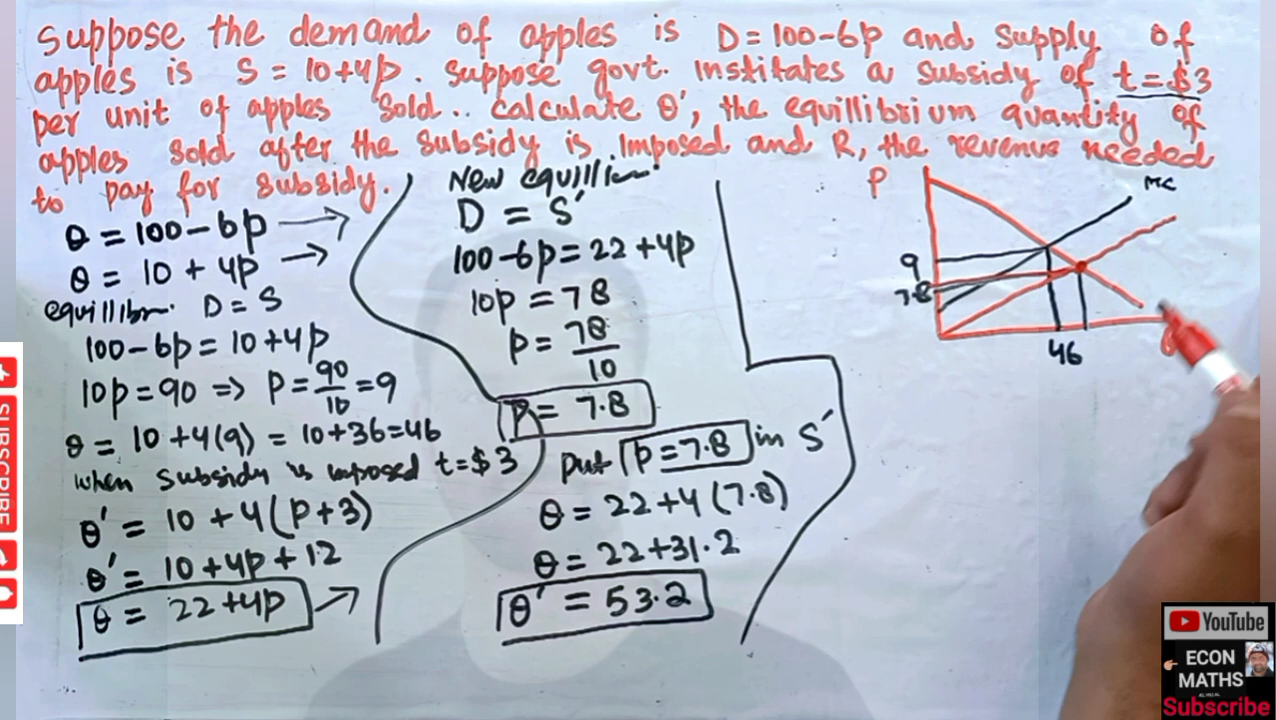 Suppose the demand of apples is D = 100-6p and supply of
apples is S = 10+4p. Suppose govt. institates a subsidy of t = $3
per unit of apples sold.. calculate θ', the equillibrium quantity of
apples sold after the subsidy is imposed and R, the revenue needed
to pay for subsidy.
θ = 100-6p
θ = 10 + 4p
equillibm. D = S
100-6p = 10+4p
10p = 90 => p = 90/10 = 9
θ = 10 + 4(9) = 10+36 = 46
when subsidy is imposed t = $3
θ' = 10 + 4(p+3)
θ' = 10 + 4p + 12
θ = 22 + 4p
New equillibm.
D = S'
100-6p = 22 + 4p
10p = 78
p = 78/10
p = 7.8
put p = 7.8 in S'
θ = 22 + 4(7.8)
θ = 22 + 31.2
θ' = 53.2
P
MC
9
7.8
46
SUBSCRIBE
YouTube
ECON
MATHS
Subscribe